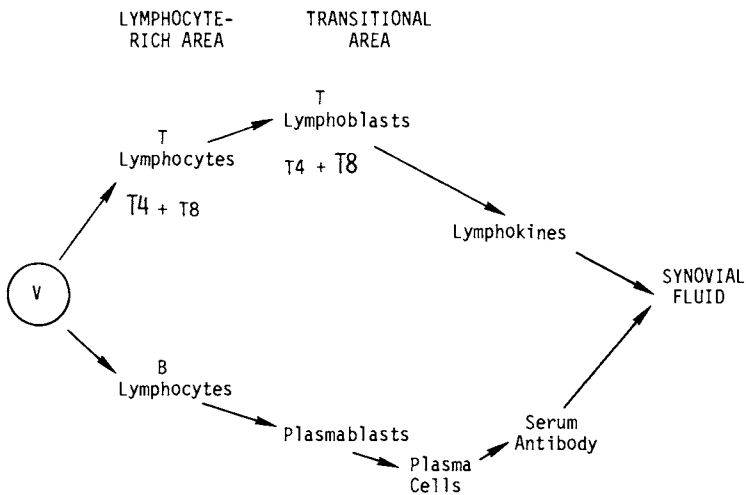 LYMPHOCYTE-
RICH AREA
TRANSITIONAL
AREA
T
Lymphocytes
T4 + T8
T
Lymphoblasts
T4 + T8
Lymphokines
SYNOVIAL
FLUID
V
B
Lymphocytes
Plasmablasts
Plasma
Cells
Serum
Antibody